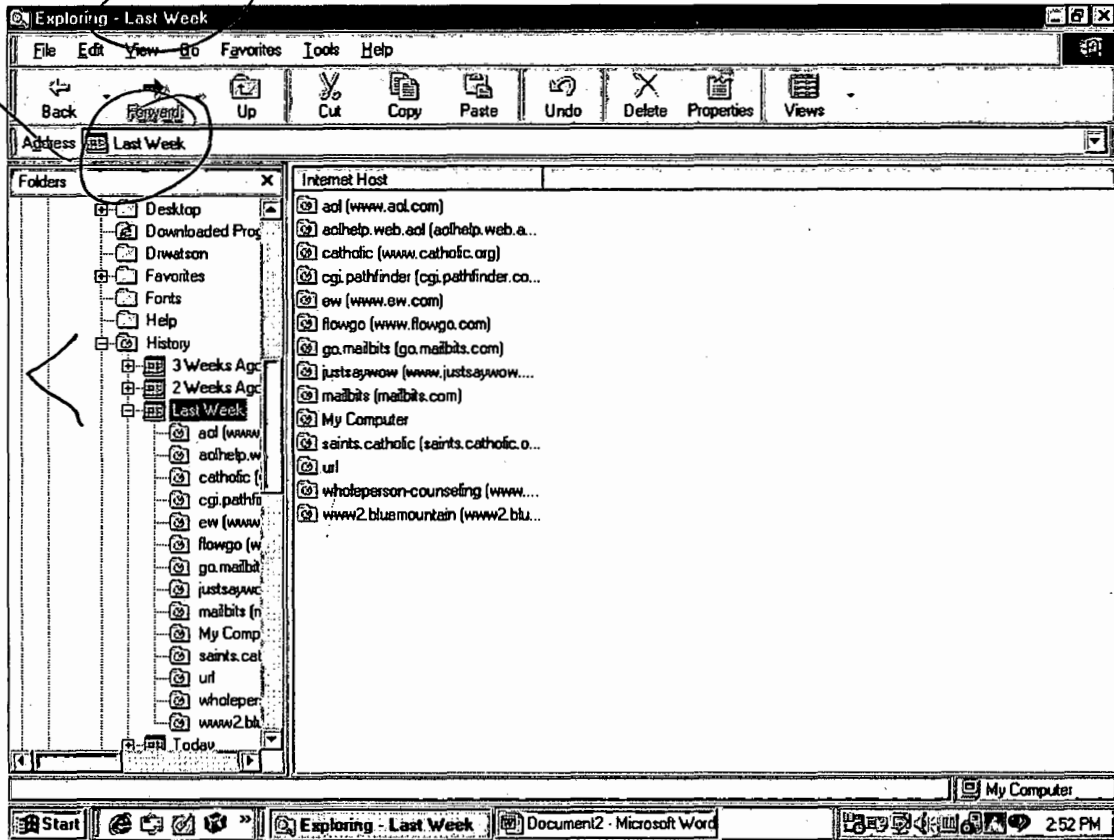 Exploring - Last Week
File Edit View Go Favorites Tools Help
Back Forward Up Cut Copy Paste Undo Delete Properties Views
Address Last Week
Folders
Desktop
Downloaded Prog
Drwatson
Favorites
Fonts
Help
History
3 Weeks Ago
2 Weeks Ago
Last Week
aol (www
aolhelp.w
catholic (
cgi.pathfi
ew (www
flowgo (w
go.mailbit
justsaywo
mailbits (m
My Comp
saints.cat
url
wholeper
www2.blu
Today
Internet Host
aol (www.aol.com)
aolhelp.web.aol (aolhelp.web.a...
catholic (www.catholic.org)
cgi.pathfinder (cgi.pathfinder.co...
ew (www.ew.com)
flowgo (www.flowgo.com)
go.mailbits (go.mailbits.com)
justsaywow (www.justsaywow....
mailbits (mailbits.com)
My Computer
saints.catholic (saints.catholic.o...
url
wholeperson-counseling (www....
www2.bluemountain (www2.blu...
My Computer
Start Exploring - Last Week Document2 - Microsoft Word 2:52 PM